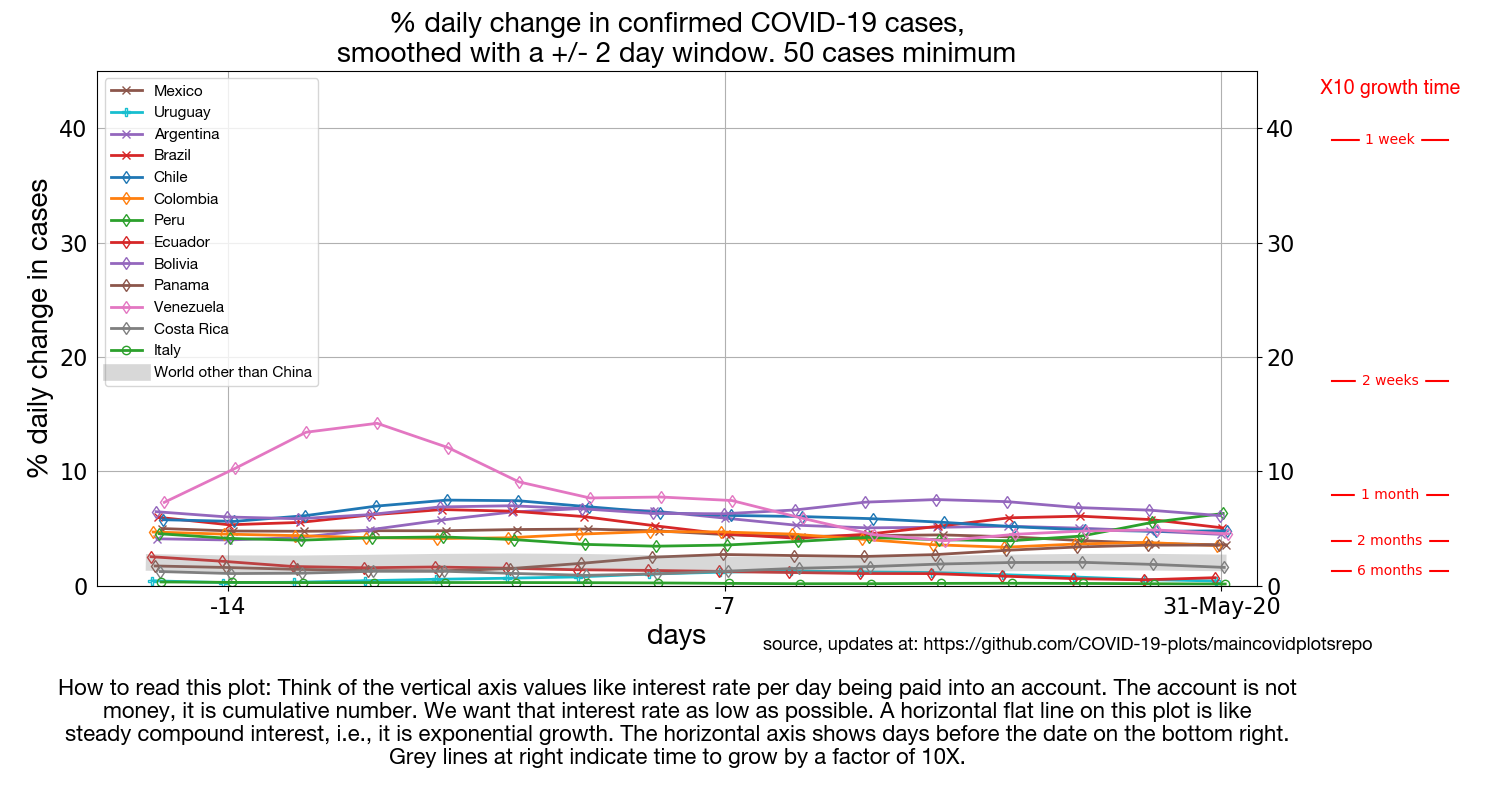 % daily change in confirmed COVID-19 cases,
smoothed with a +/- 2 day window. 50 cases minimum
X10 growth time
Mexico
Uruguay
Argentina
Brazil
Chile
Colombia
Peru
Ecuador
Bolivia
Panama
Venezuela
Costa Rica
Italy
World other than China
% daily change in cases
40
30
20
10
0
40
30
20
10
0
1 week
2 weeks
1 month
2 months
6 months
-14
-7
31-May-20
days
source, updates at: https://github.com/COVID-19-plots/maincovidplotsrepo
How to read this plot: Think of the vertical axis values like interest rate per day being paid into an account. The account is not
money, it is cumulative number. We want that interest rate as low as possible. A horizontal flat line on this plot is like
steady compound interest, i.e., it is exponential growth. The horizontal axis shows days before the date on the bottom right.
Grey lines at right indicate time to grow by a factor of 10X.